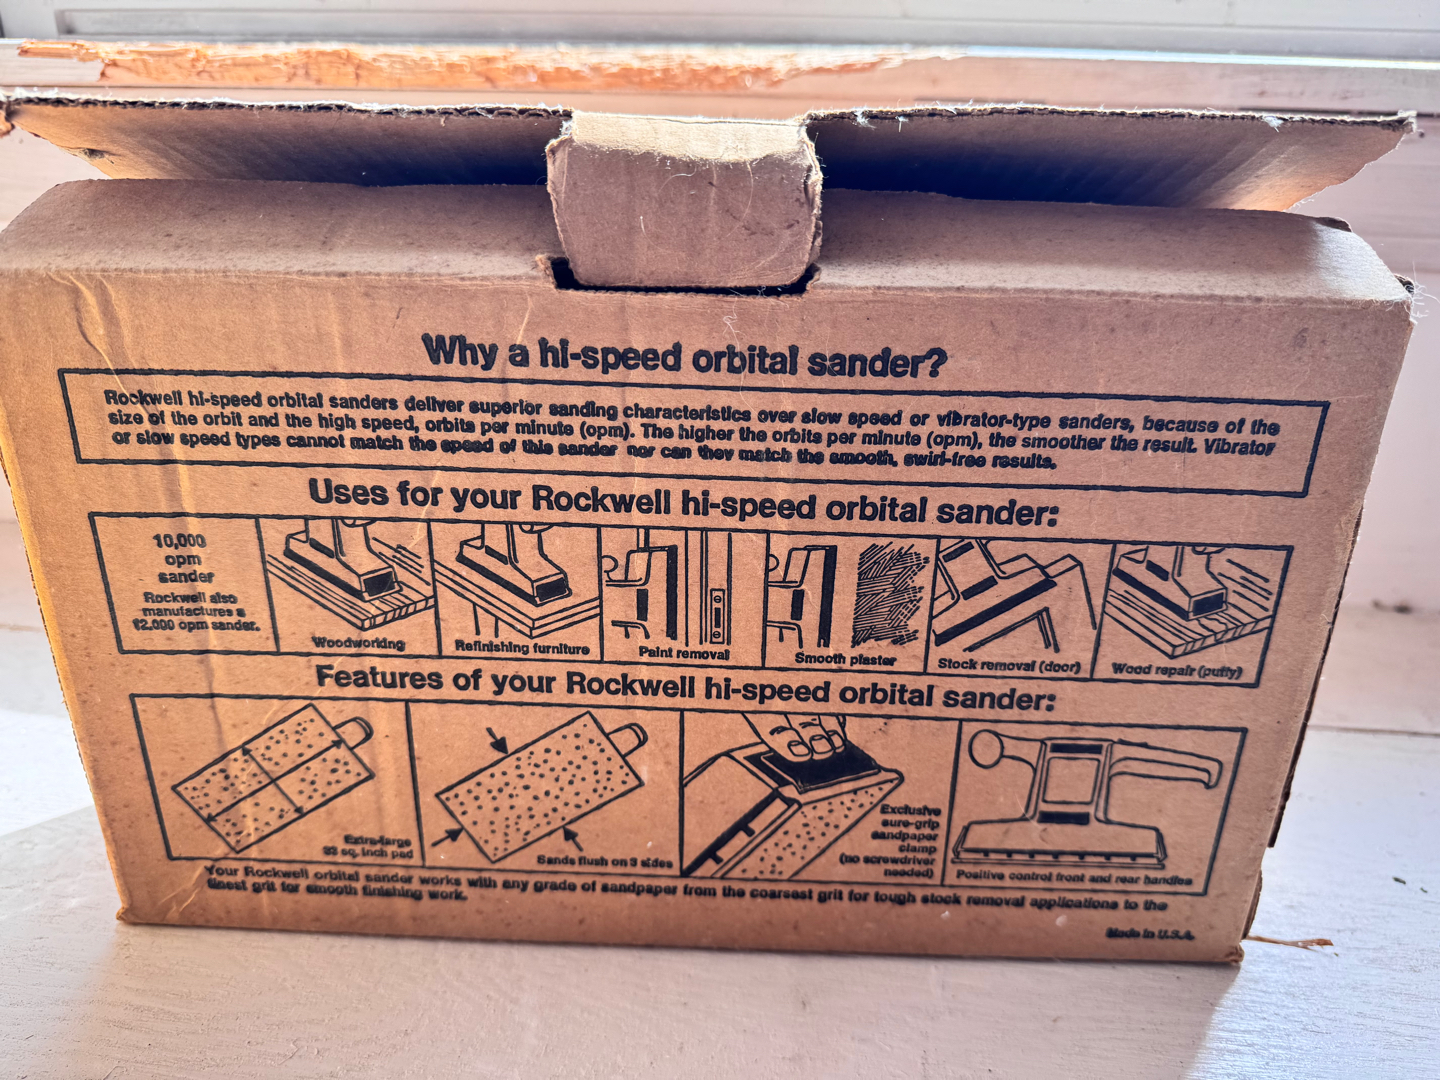 Why a hi-speed orbital sander?
Rockwell hi-speed orbital sanders deliver superior sanding characteristics over slow speed or vibrator-type sanders, because of the
size of the orbit and the high speed, orbits per minute (opm). The higher the orbits per minute (opm), the smoother the result. Vibrator
or slow speed types cannot match the speed of this sander nor can they match the smooth, swirl-free results.
Uses for your Rockwell hi-speed orbital sander:
10,000
opm
sander
Rockwell also
manufactures a
12,000 opm sander.
Woodworking
Refinishing furniture
Paint removal
Smooth plaster
Stock removal (door)
Wood repair (putty)
Features of your Rockwell hi-speed orbital sander:
Extra-large
sq. inch pad
Sands flush on 3 sides
Exclusive
sure-grip
sandpaper
clamp
(no screwdriver
needed)
Positive control front and rear handles
Your Rockwell orbital sander works with any grade of sandpaper from the coarsest grit for tough stock removal applications to the
finest grit for smooth finishing work.
Made in U.S.A.